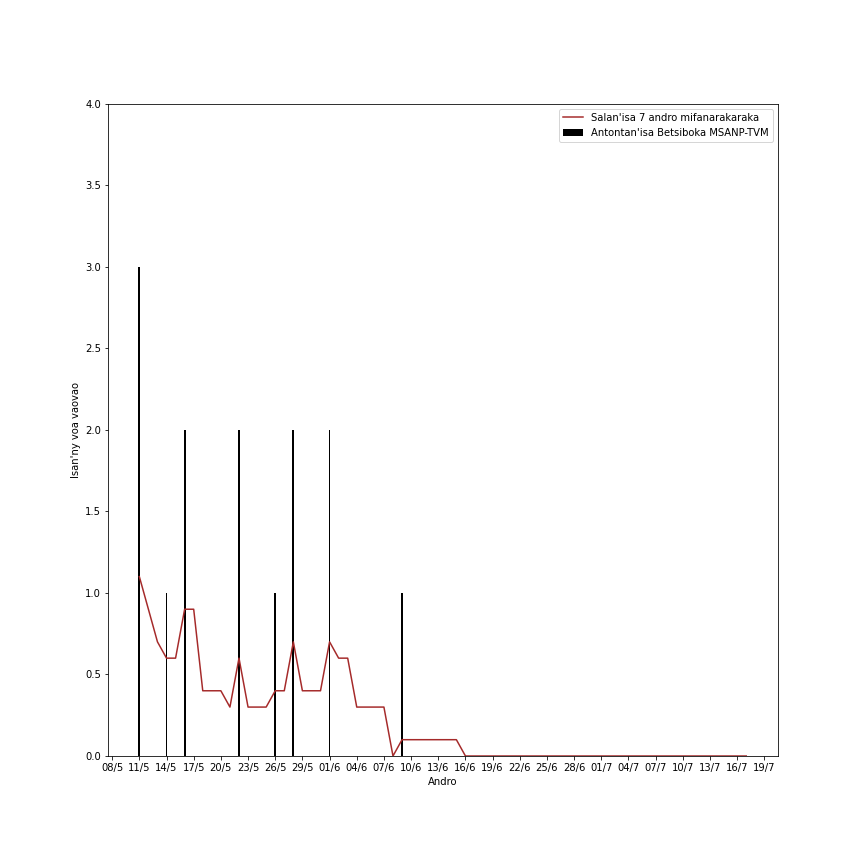 Salan'isa 7 andro mifanarakaraka
Antontan'isa Betsiboka MSANP-TVM
4.0
3.5
3.0
2.5
2.0
1.5
1.0
0.5
0.0
Isan'ny voa vaovao
08/5 11/5 14/5 17/5 20/5 23/5 26/5 29/5 01/6 04/6 07/6 10/6 13/6 16/6 19/6 22/6 25/6 28/6 01/7 04/7 07/7 10/7 13/7 16/7 19/7
Andro